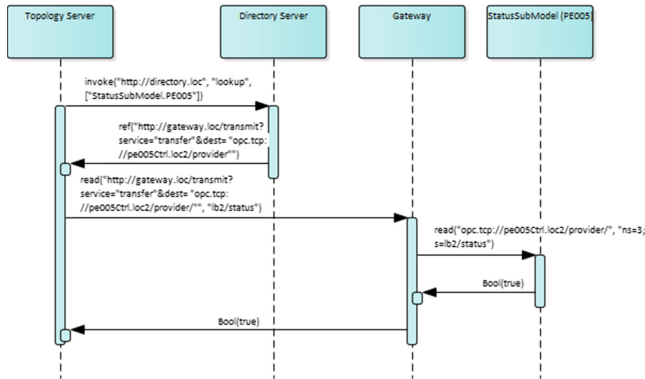 Topology Server
Directory Server
Gateway
StatusSubModel (PE005)
invoke("http://directory.loc", "lookup",
["StatusSubModel.PE005"])
ref("http://gateway.loc/transmit?
service="transfer"&dest= "opc.tcp:
//pe005Ctrl.loc2/provider"")
read("http://gateway.loc/transmit?
service="transfer"&dest= "opc.tcp:
//pe005Ctrl.loc2/provider/"", "lb2/status")
read("opc.tcp://pe005Ctrl.loc2/provider/", "ns=3;
s=lb2/status")
Bool(true)
Bool(true)